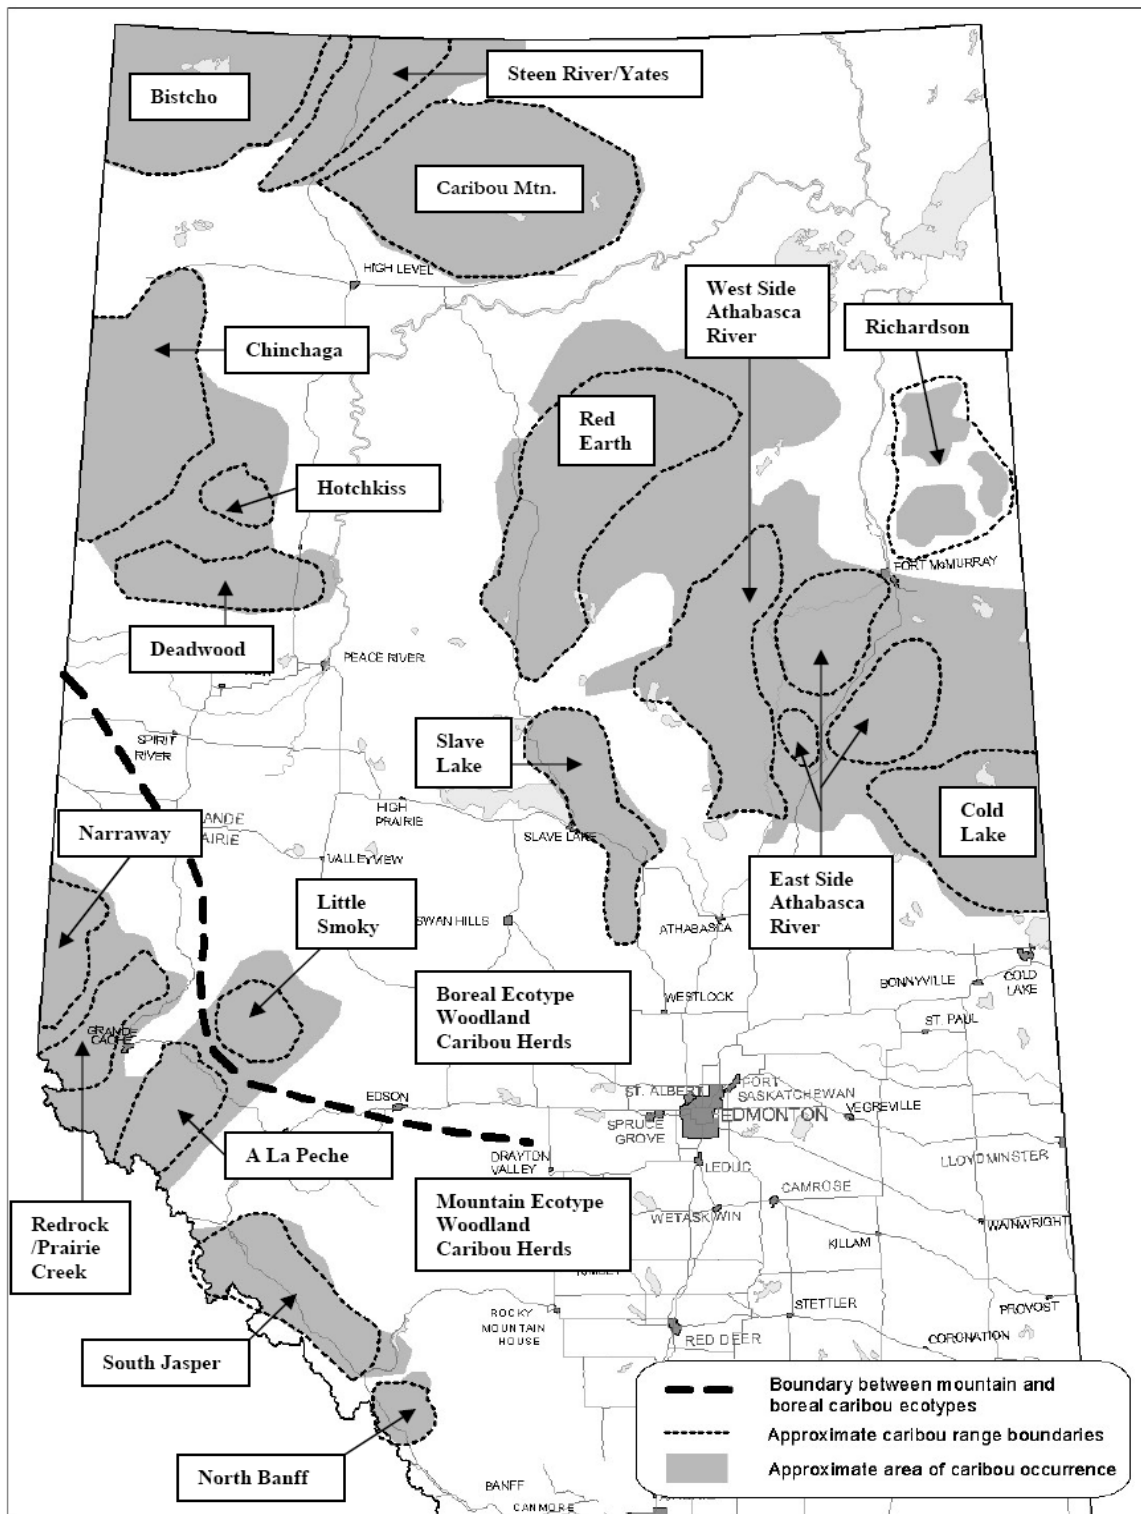 Steen River/Yates
Bistcho
Caribou Mtn.
HIGH LEVEL
West Side
Athabasca
River
Richardson
Chinchaga
Red
Earth
Hotchkiss
FORT McMURRAY
Deadwood
PEACE RIVER
SPIRIT
RIVER
Slave
Lake
HIGH
PRAIRIE
Cold
Lake
Narraway
SLAVE LAKE
VALLEYVIEW
East Side
Athabasca
River
Little
Smoky
SWAN HILLS
ATHABASCA
BONNYVILLE
COLD
LAKE
Boreal Ecotype
Woodland
Caribou Herds
WESTLOCK
ST. PAUL
GRANDE
CACHE
ST. ALBERT
FORT
SASKATCHEWAN
EDSON
SPRUCE
GROVE
EDMONTON
VEGREVILLE
A La Peche
DRAYTON
VALLEY
LEDUC
LLOYDMINSTER
CAMROSE
Mountain Ecotype
Woodland
Caribou Herds
WETASKIWIN
WAINWRIGHT
Redrock
/Prairie
Creek
KILLAM
ROCKY
MOUNTAIN
HOUSE
STETTLER
PROVOST
RED DEER
CORONATION
South Jasper
Boundary between mountain and
boreal caribou ecotypes
Approximate caribou range boundaries
Approximate area of caribou occurrence
North Banff
BANFF
CANMORE